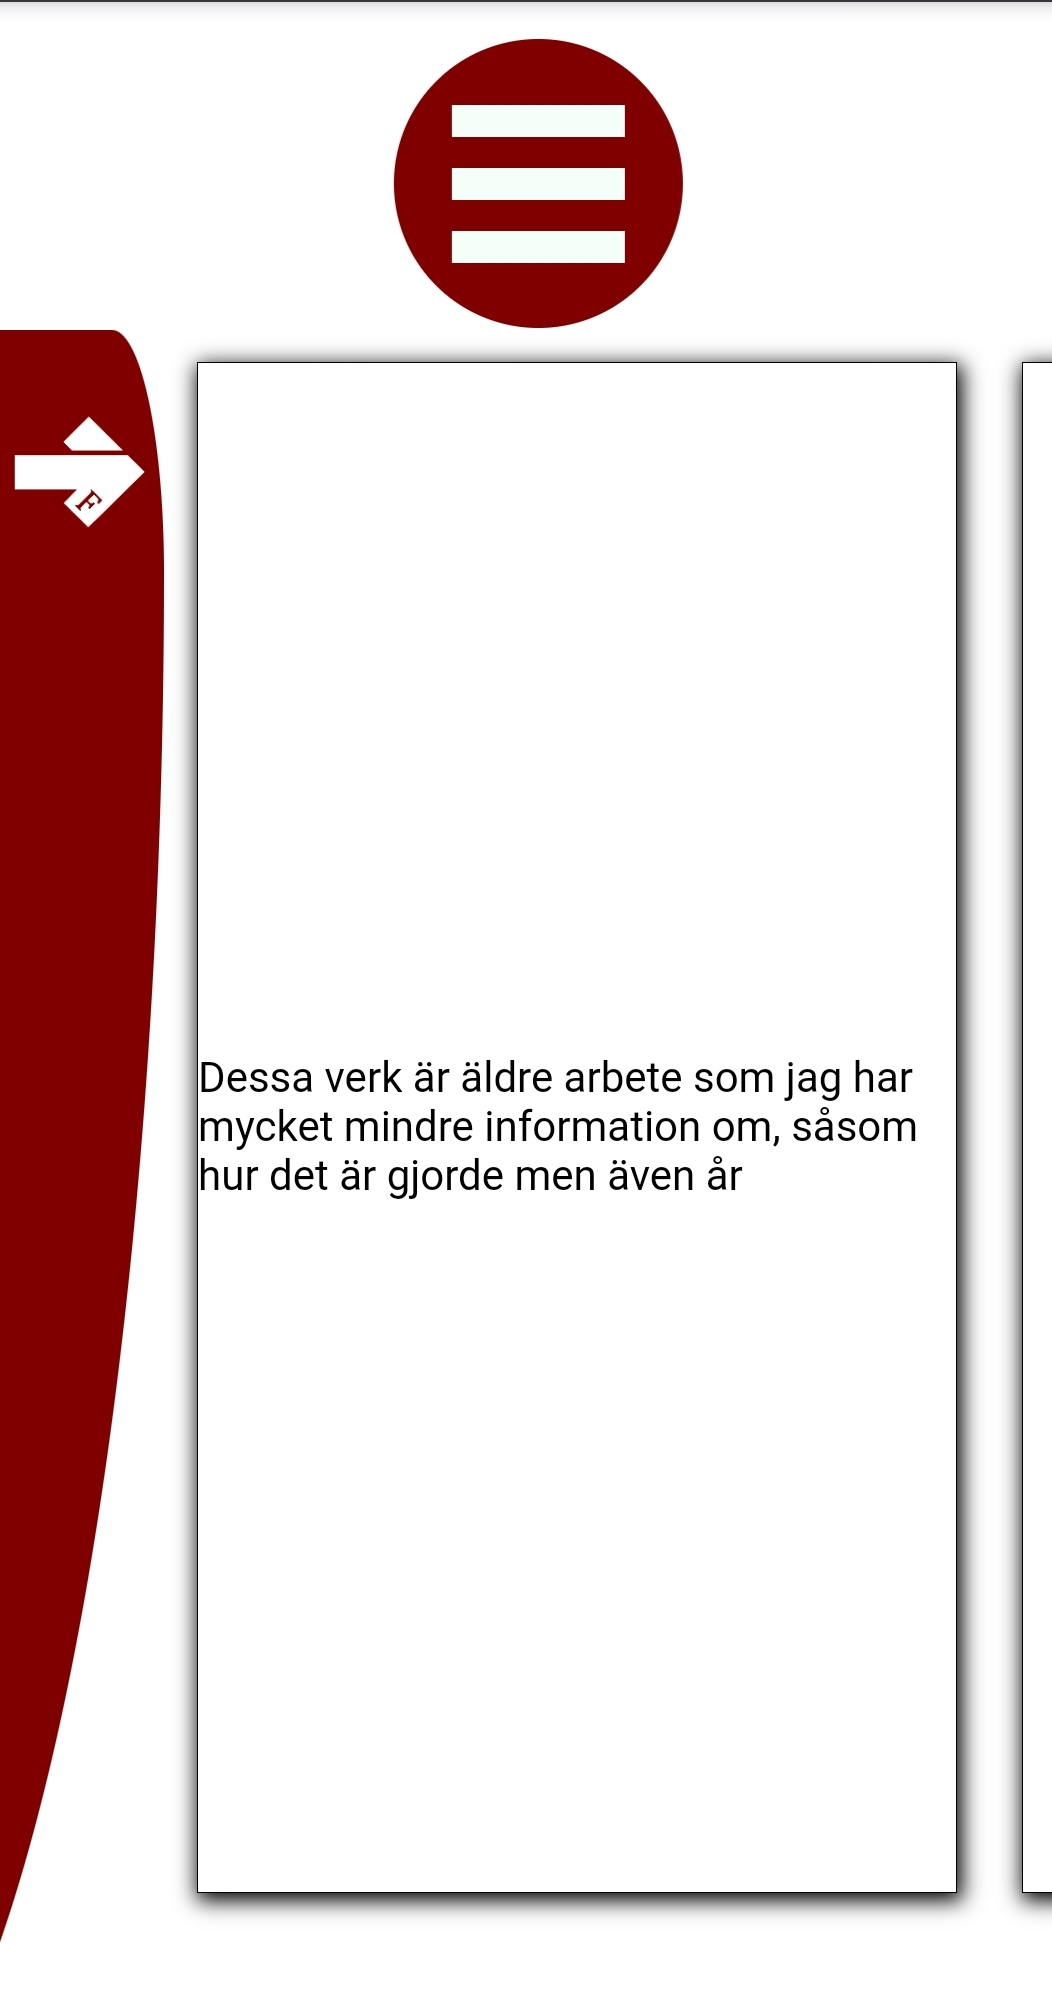 F
Dessa verk är äldre arbete som jag har
mycket mindre information om, såsom
hur det är gjorde men även år